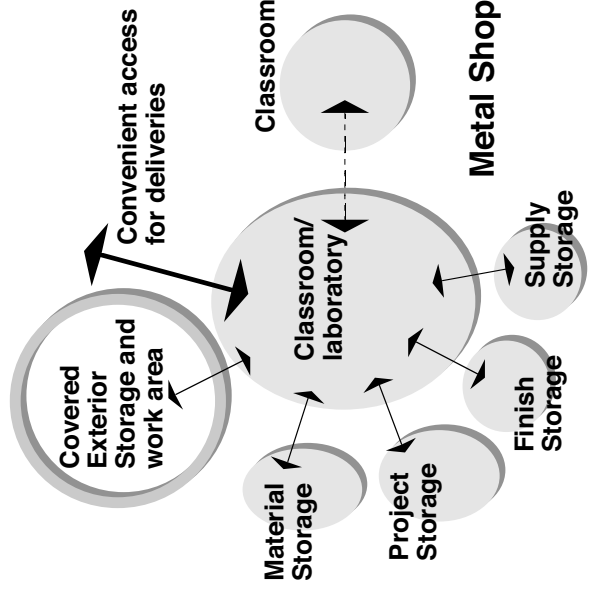 Covered
Exterior
Storage and
work area
Convenient access
for deliveries
Classroom
Material
Storage
Classroom/
laboratory
Project
Storage
Finish
Storage
Supply
Storage
Metal Shop